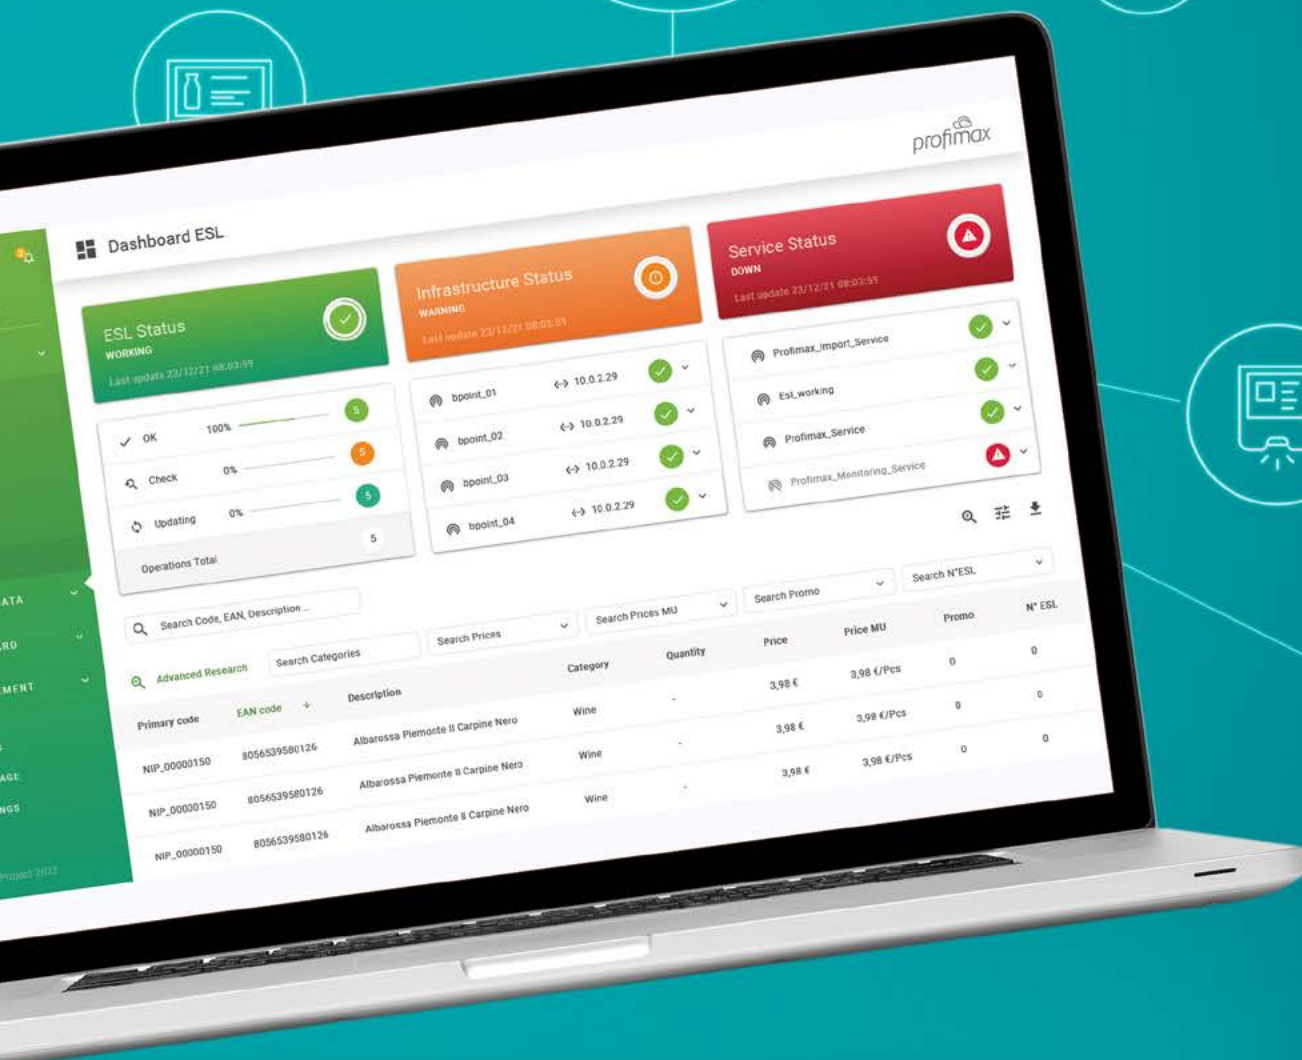 profimax
Dashboard ESL
ESL Status
WORKING
Last update 23/12/21 08:03:59
OK 100% 5
Check 0% 5
Updating 0% 5
Operations Total 5
Infrastructure Status
WARNING
Last update 23/12/21 08:03:59
bpoint_01 <-> 10.0.2.29
bpoint_02 <-> 10.0.2.29
bpoint_03 <-> 10.0.2.29
bpoint_04 <-> 10.0.2.29
Service Status
DOWN
Last update 23/12/21 08:03:59
Profimax_Import_Service
Esl_working
Profimax_Service
Profimax_Monitoring_Service
ATA
RD
EMENT
S
AGE
NGS
Project 2022
Search Code, EAN, Description ...
Advanced Research Search Categories Search Prices Search Prices MU Search Promo Search N°ESL
Primary code EAN code Description Category Quantity Price Price MU Promo N° ESL
NIP_00000150 8056539580126 Albarossa Piemonte Il Carpine Nero Wine - 3,98 € 3,98 €/Pcs 0 0
NIP_00000150 8056539580126 Albarossa Piemonte Il Carpine Nero Wine - 3,98 € 3,98 €/Pcs 0 0
NIP_00000150 8056539580126 Albarossa Piemonte Il Carpine Nero Wine - 3,98 € 3,98 €/Pcs 0 0